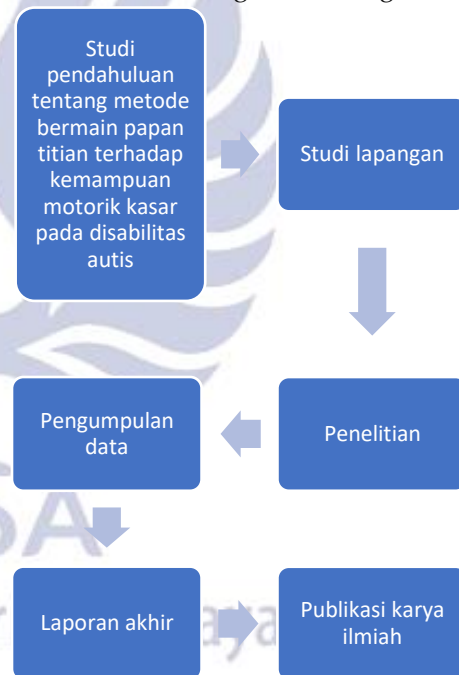 Studi
pendahuluan
tentang metode
bermain papan
titian terhadap
kemampuan
motorik kasar
pada disabilitas
autis
Studi lapangan
Penelitian
Pengumpulan
data
Laporan akhir
Publikasi karya
ilmiah